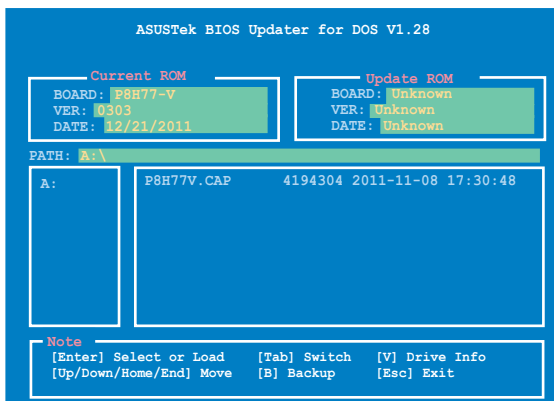 ASUSTek BIOS Updater for DOS V1.28
Current ROM
BOARD: P8H77-V
VER: 0303
DATE: 12/21/2011
Update ROM
BOARD: Unknown
VER: Unknown
DATE: Unknown
PATH: A:\
A:
P8H77V.CAP 4194304 2011-11-08 17:30:48
Note
[Enter] Select or Load [Tab] Switch [V] Drive Info
[Up/Down/Home/End] Move [B] Backup [Esc] Exit